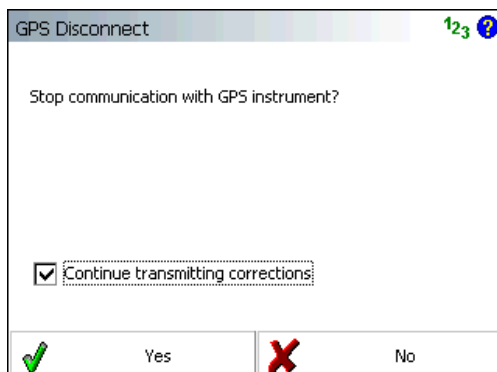 GPS Disconnect 123 ?
Stop communication with GPS instrument?
Continue transmitting corrections
Yes No